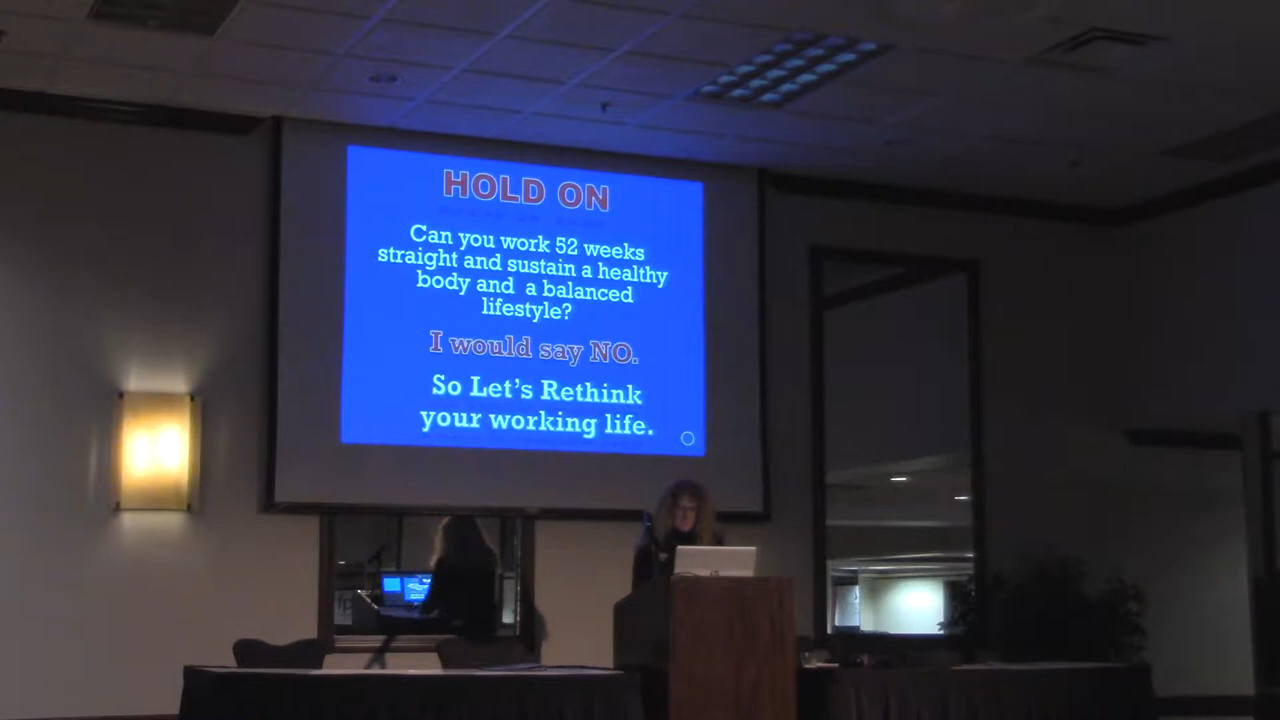 HOLD ON
Can you work 52 weeks
straight and sustain a healthy
body and a balanced
lifestyle?
I would say NO.
So Let's Rethink
your working life.